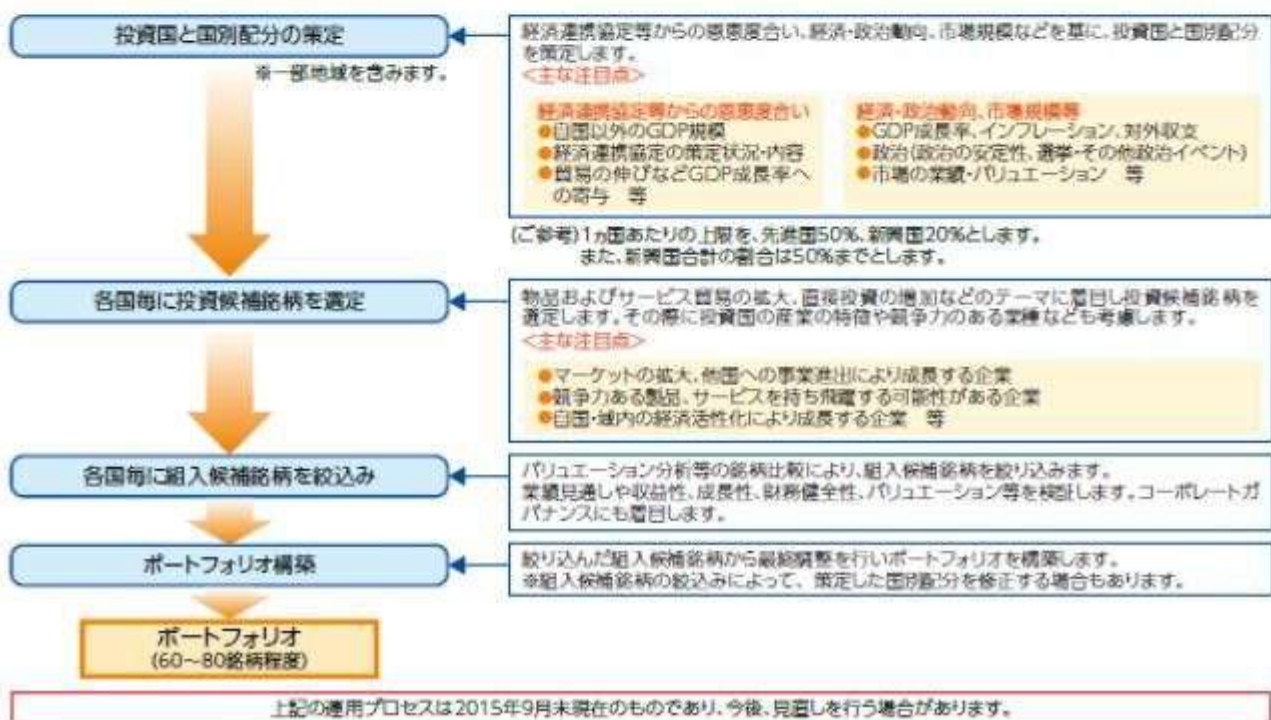 投資国と国別配分の策定
※一部地域を含みます。
経済連携協定等からの恩恵度合い、経済・政治動向、市場規模などを基に、投資国と国別配分
を策定します。
<主な注目点>
経済連携協定等からの恩恵度合い
●自国以外のGDP規模
●経済連携協定の策定状況・内容
●貿易の伸びなどGDP成長率へ
の寄与 等
経済・政治動向、市場規模等
●GDP成長率、インフレーション、対外収支
●政治(政治の安定性、選挙・その他政治イベント)
●市場の業績・バリュエーション 等
(ご参考)1ヵ国あたりの上限を、先進国50%、新興国20%とします。
また、新興国合計の割合は50%までとします。
各国毎に投資候補銘柄を選定
物品およびサービス貿易の拡大、直接投資の増加などのテーマに着目し投資候補銘柄を
選定します。その際に投資国の産業の特徴や競争力のある業種なども考慮します。
<主な注目点>
●マーケットの拡大、他国への事業進出により成長する企業
●競争力ある製品、サービスを持ち飛躍する可能性がある企業
●自国・域内の経済活性化により成長する企業 等
各国毎に組入候補銘柄を絞込み
バリュエーション分析等の銘柄比較により、組入候補銘柄を絞り込みます。
業績見通しや収益性、成長性、財務健全性、バリュエーション等を検証します。コーポレートガ
バナンスにも着目します。
ポートフォリオ構築
絞り込んだ組入候補銘柄から最終調整を行いポートフォリオを構築します。
※組入候補銘柄の絞込みによって、策定した国別配分を修正する場合もあります。
ポートフォリオ
(60～80銘柄程度)
上記の運用プロセスは2015年9月末現在のものであり、今後、見直しを行う場合があります。